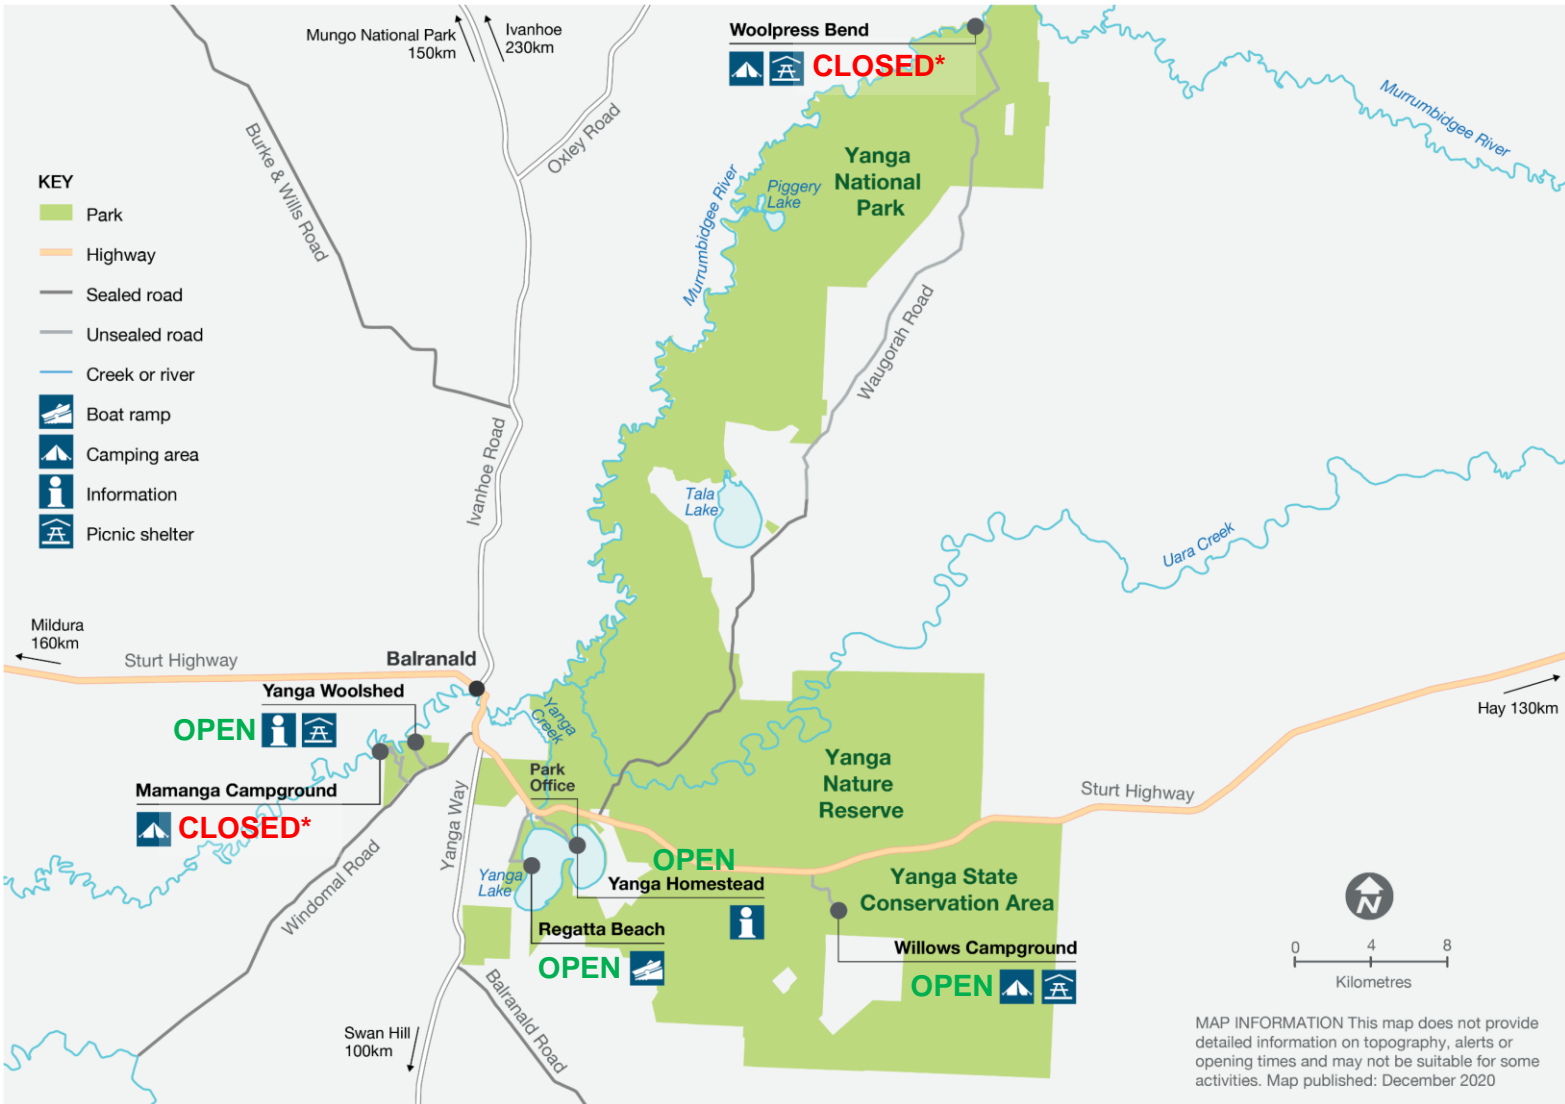 Mungo National Park
150km
Ivanhoe
230km
Woolpress Bend
CLOSED*
Murrumbidgee River
Oxley Road
Burke & Wills Road
Yanga
National
Park
Piggery
Lake
Murrumbidgee River
KEY
Park
Highway
Sealed road
Unsealed road
Creek or river
Boat ramp
Camping area
Information
Picnic shelter
Waugorah Road
Ivanhoe Road
Tala
Lake
Uara Creek
Mildura
160km
Sturt Highway
Balranald
Yanga Woolshed
OPEN
Yanga
Creek
Hay 130km
Park
Office
Yanga
Nature
Reserve
Sturt Highway
Mamanga Campground
CLOSED*
Yanga Way
Windomal Road
Yanga
Lake
OPEN
Yanga Homestead
Yanga State
Conservation Area
Regatta Beach
OPEN
Willows Campground
OPEN
N
0 4 8
Kilometres
Balranald Road
Swan Hill
100km
MAP INFORMATION This map does not provide
detailed information on topography, alerts or
opening times and may not be suitable for some
activities. Map published: December 2020